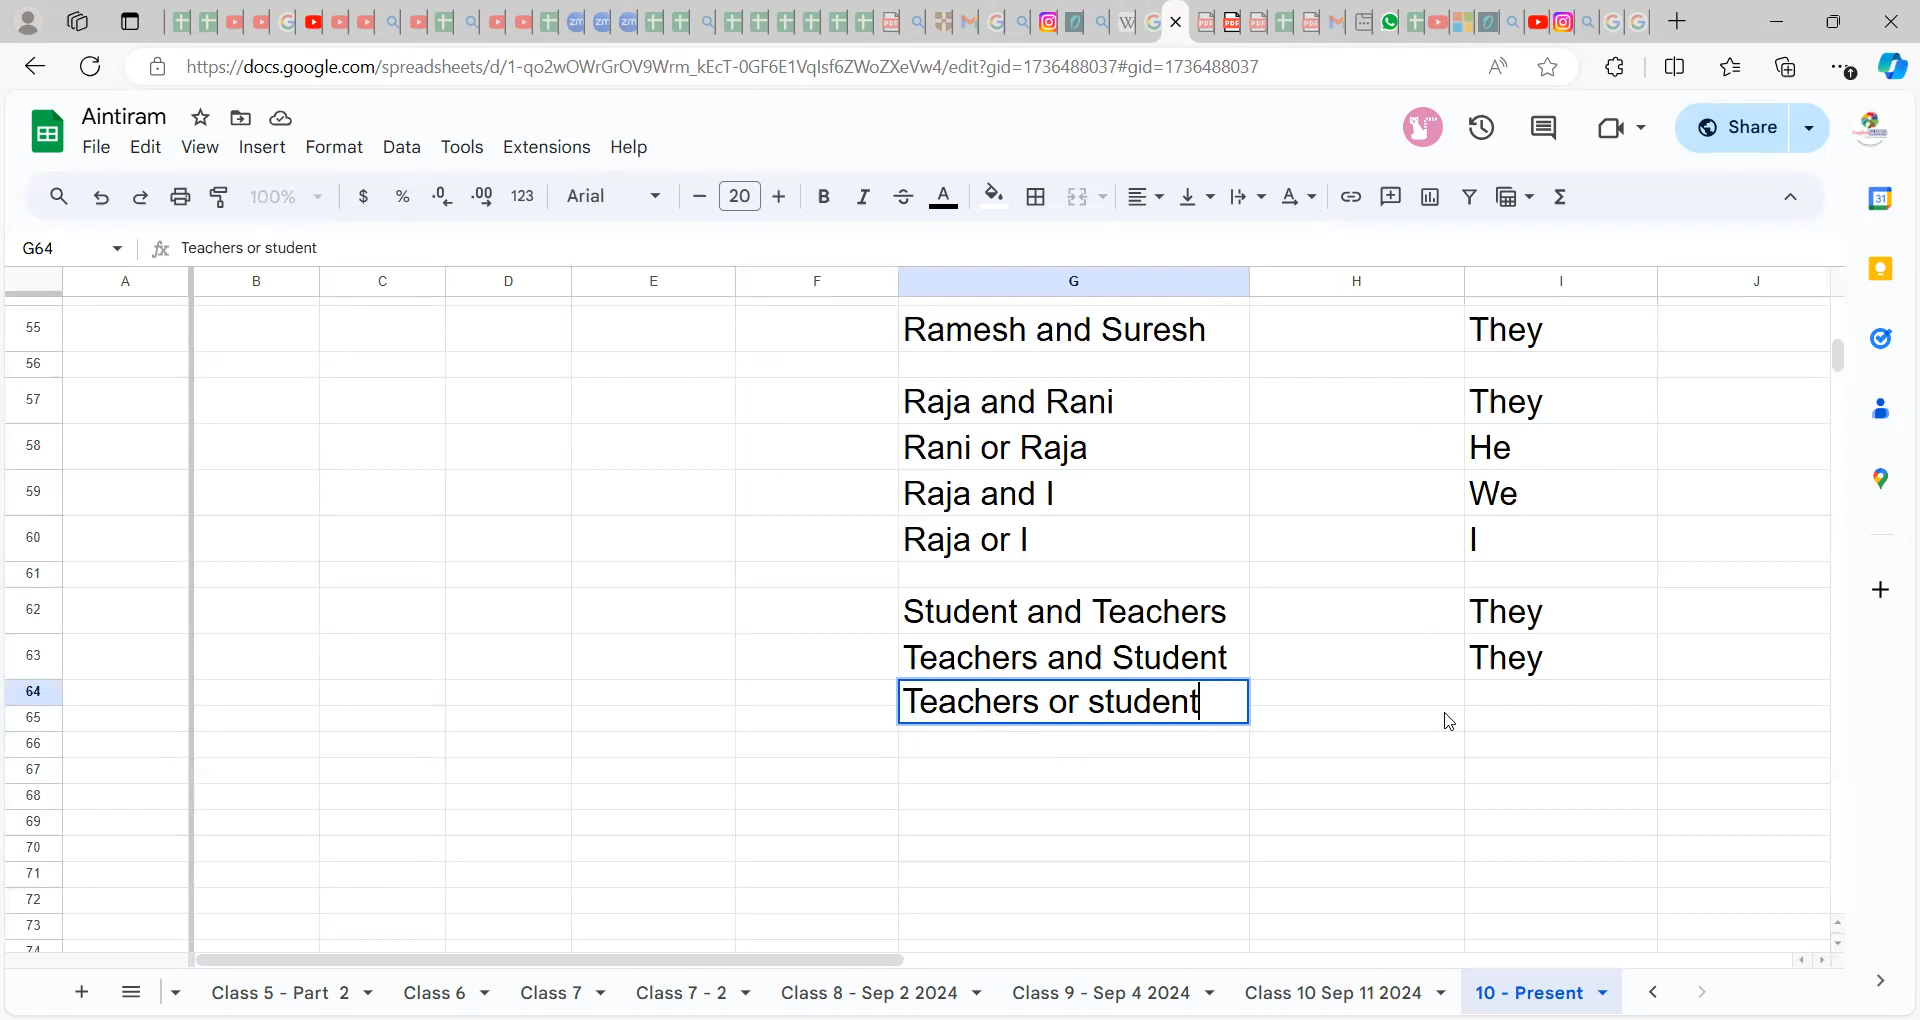 https://docs.google.com/spreadsheets/d/1-qo2wOWrGrOV9Wrm_kEcT-0GF6E1VqIsf6ZWoZXeVw4/edit?gid=1736488037#gid=1736488037
Aintiram
Share
File Edit View Insert Format Data Tools Extensions Help
100% $ % .0 .00 123 Arial 20 B I S A
G64 fx Teachers or student
A B C D E F G H I J
55 Ramesh and Suresh They
56
57 Raja and Rani They
58 Rani or Raja He
59 Raja and I We
60 Raja or I I
61
62 Student and Teachers They
63 Teachers and Student They
64 Teachers or student
65
66
67
68
69
70
71
72
73
74
Class 5 - Part 2 Class 6 Class 7 Class 7 - 2 Class 8 - Sep 2 2024 Class 9 - Sep 4 2024 Class 10 Sep 11 2024 10 - Present